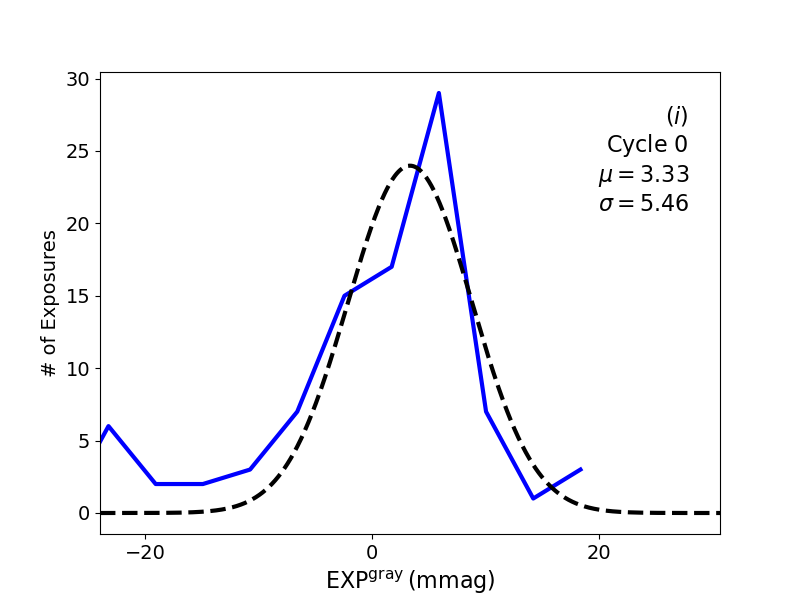 30
25
20
15
10
5
0
# of Exposures
(i)
Cycle 0
μ = 3.33
σ = 5.46
−20
0
20
EXPᵍʳᵃʸ (mmag)